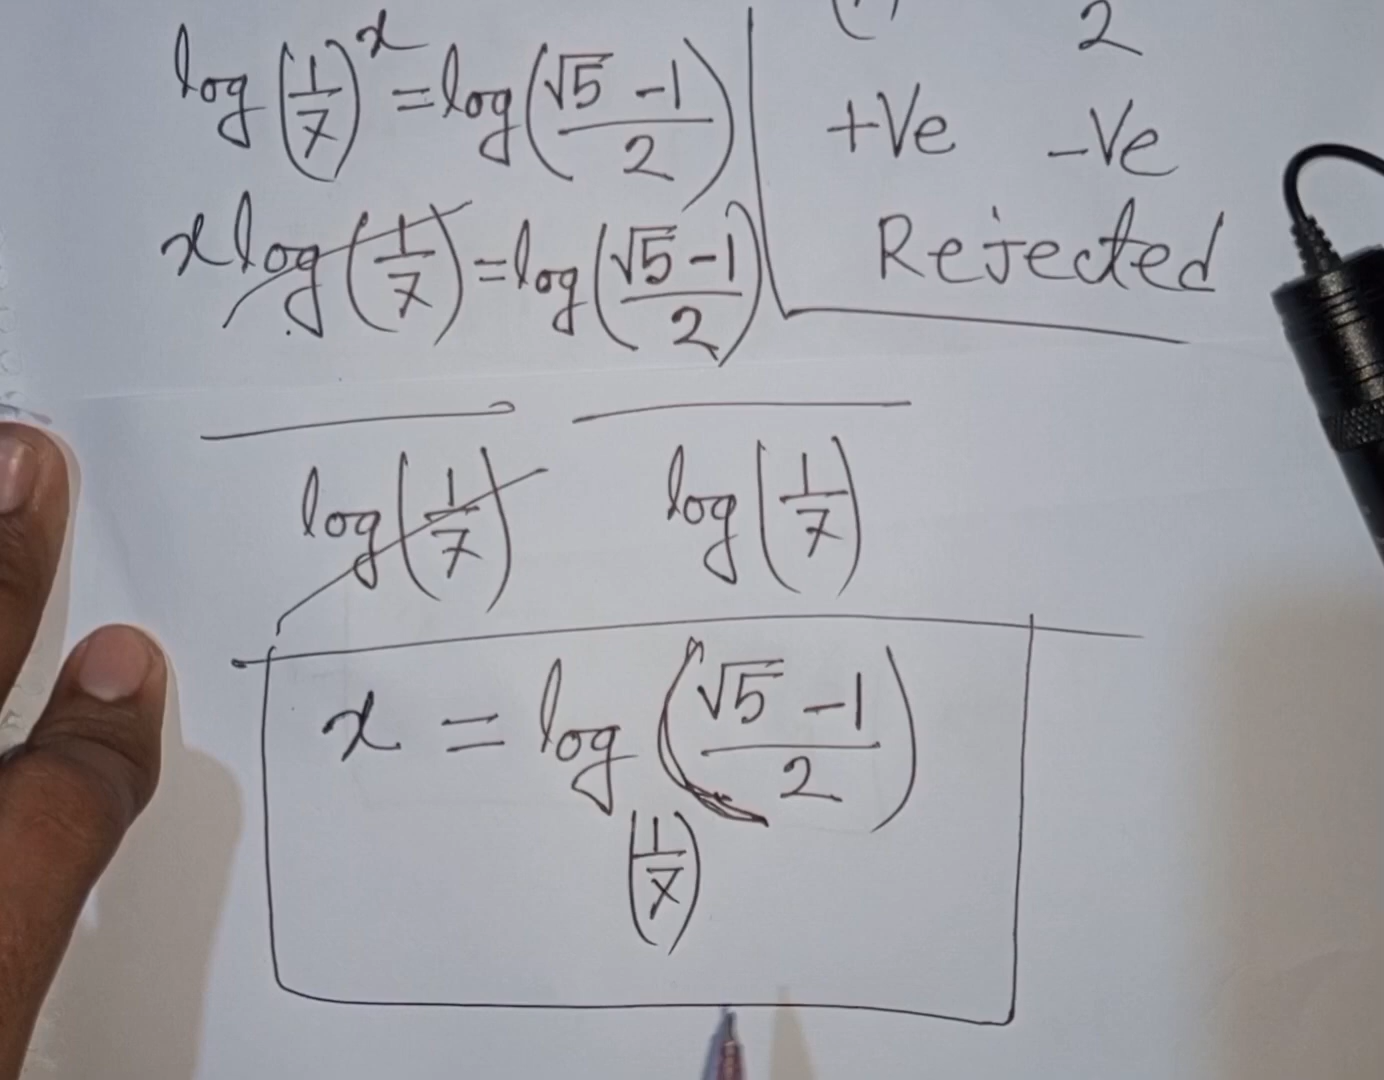 log(1/7)^x = log((√5 -1)/2)
2
+Ve -Ve
x log(1/7) = log((√5 -1)/2)
Rejected
log(1/7) log(1/7)
x = log_(1/7)((√5 -1)/2)